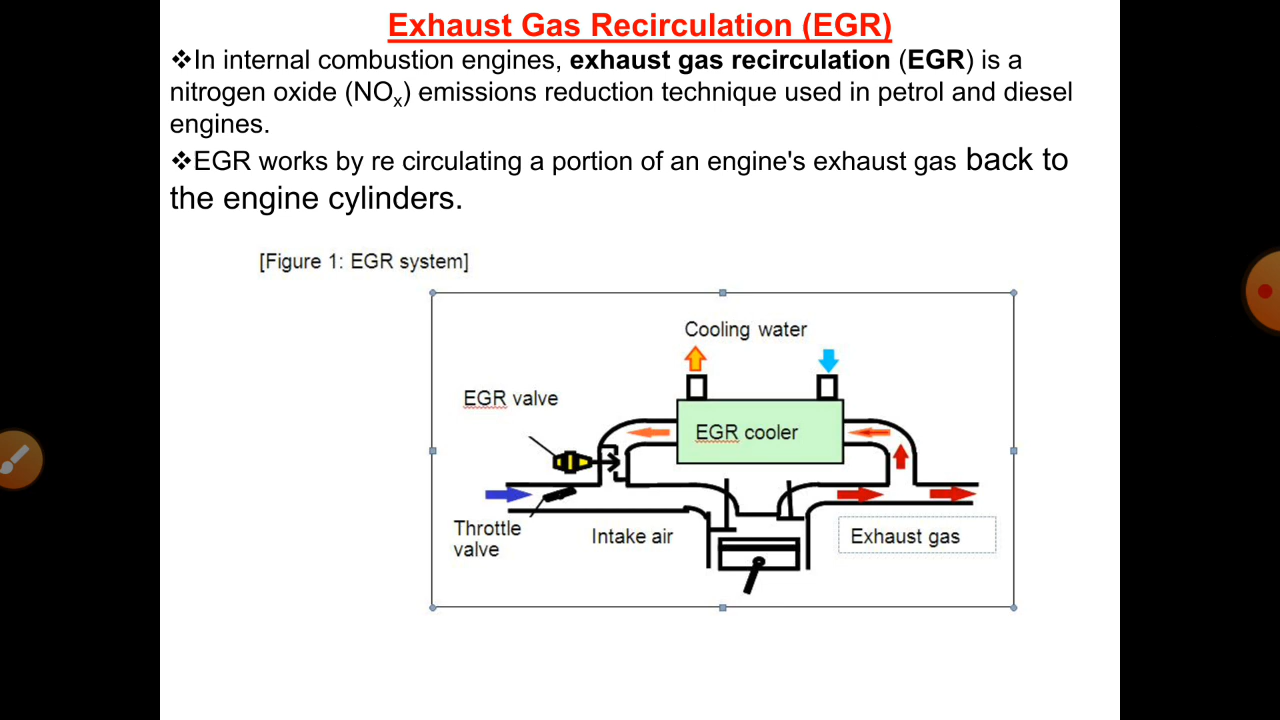 Exhaust Gas Recirculation (EGR)
❖In internal combustion engines, exhaust gas recirculation (EGR) is a
nitrogen oxide (NOx) emissions reduction technique used in petrol and diesel
engines.
❖EGR works by re circulating a portion of an engine's exhaust gas back to
the engine cylinders.
[Figure 1: EGR system]
Cooling water
EGR valve
EGR cooler
Throttle
valve
Intake air
Exhaust gas